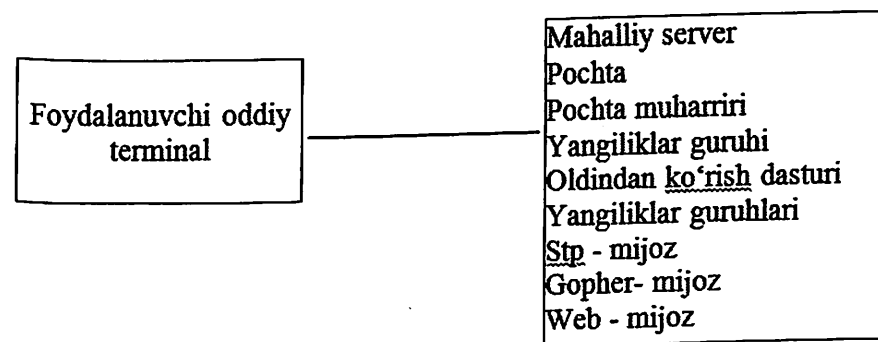 Foydalanuvchi oddiy
terminal
Mahalliy server
Pochta
Pochta muharriri
Yangiliklar guruhi
Oldindan ko‘rish dasturi
Yangiliklar guruhlari
Stp - mijoz
Gopher- mijoz
Web - mijoz